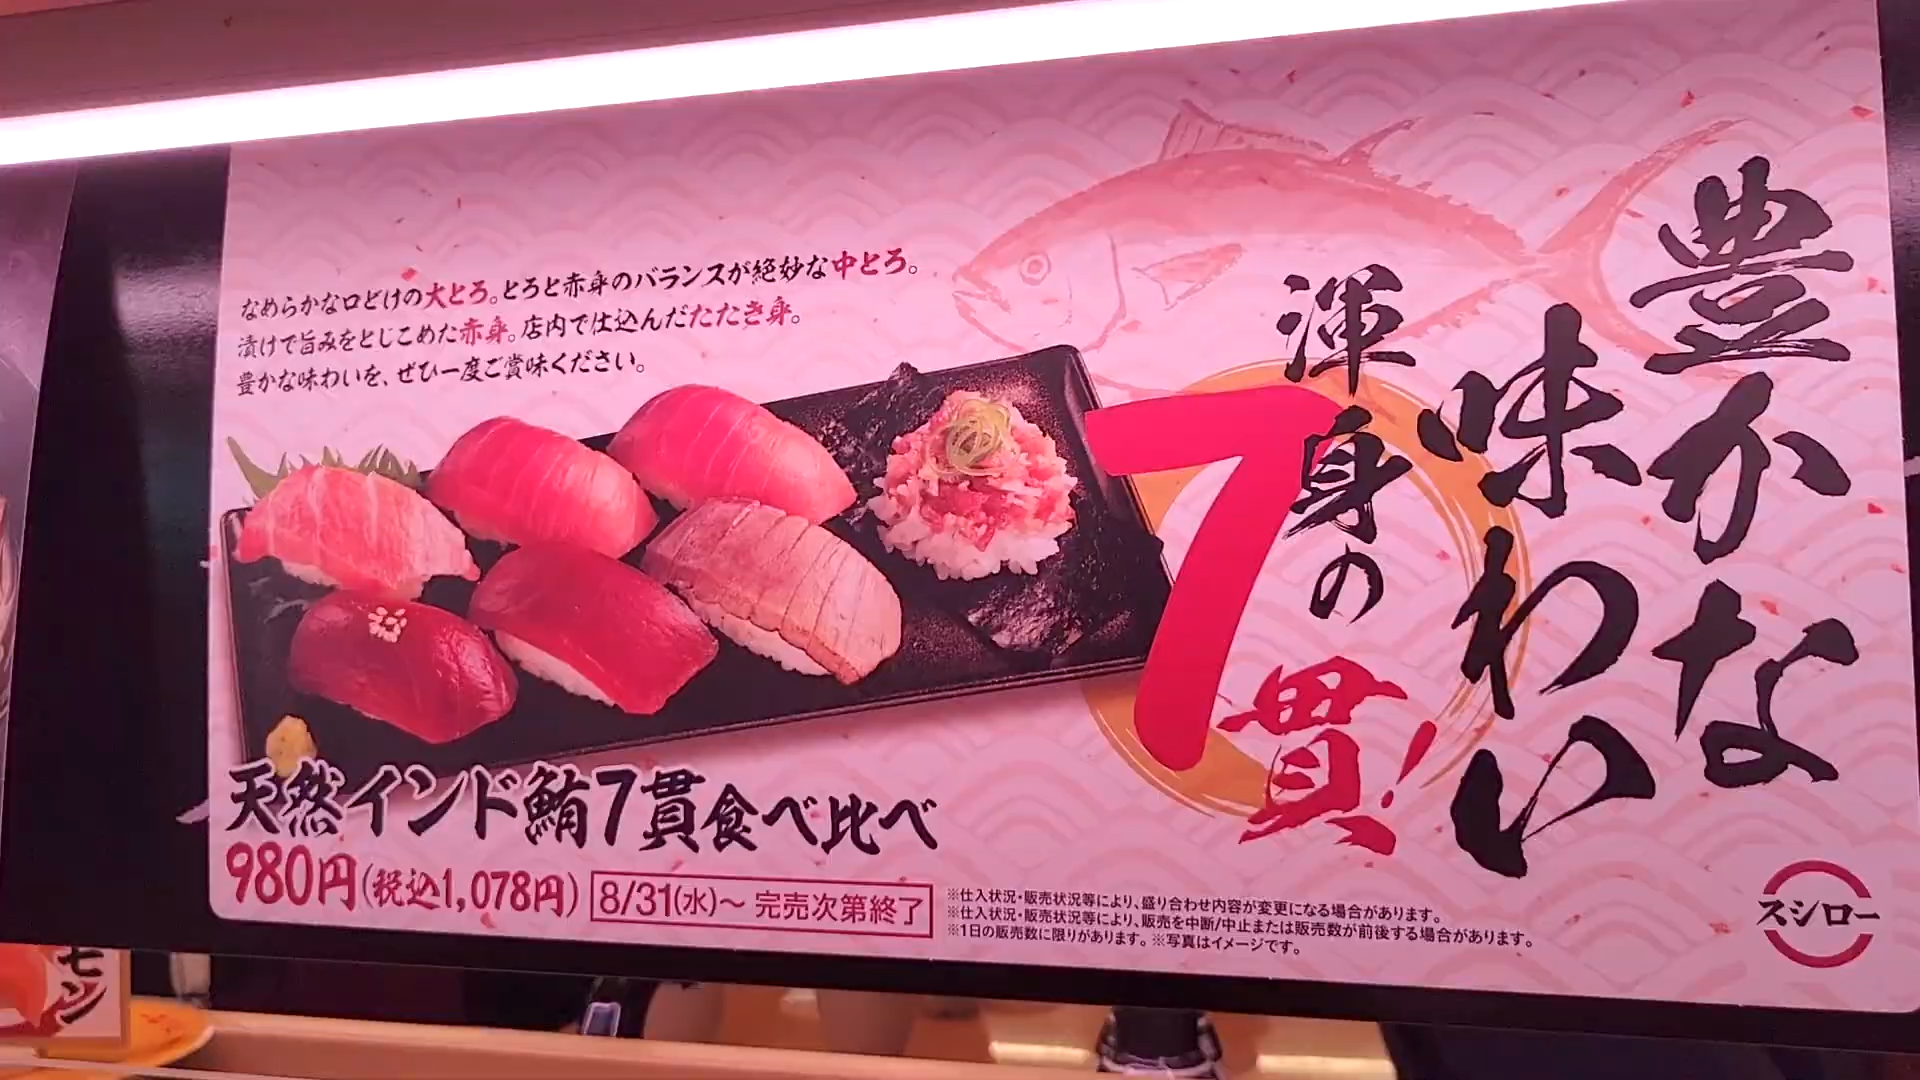 豊かな
味わい
渾身の
7貫!
なめらかな口どけの大とろ。とろと赤身のバランスが絶妙な中とろ。
漬けで旨みをとじこめた赤身。店内で仕込んだたたき身。
豊かな味わいを、ぜひ一度ご賞味ください。
天然インド鮪7貫食べ比べ
980円(税込1,078円)
8/31(水)〜 完売次第終了
※仕入状況・販売状況等により、盛り合わせ内容が変更になる場合があります。
※仕入状況・販売状況等により、販売を中断/中止または販売数が前後する場合があります。
※1日の販売数に限りがあります。※写真はイメージです。
スシロー
モン